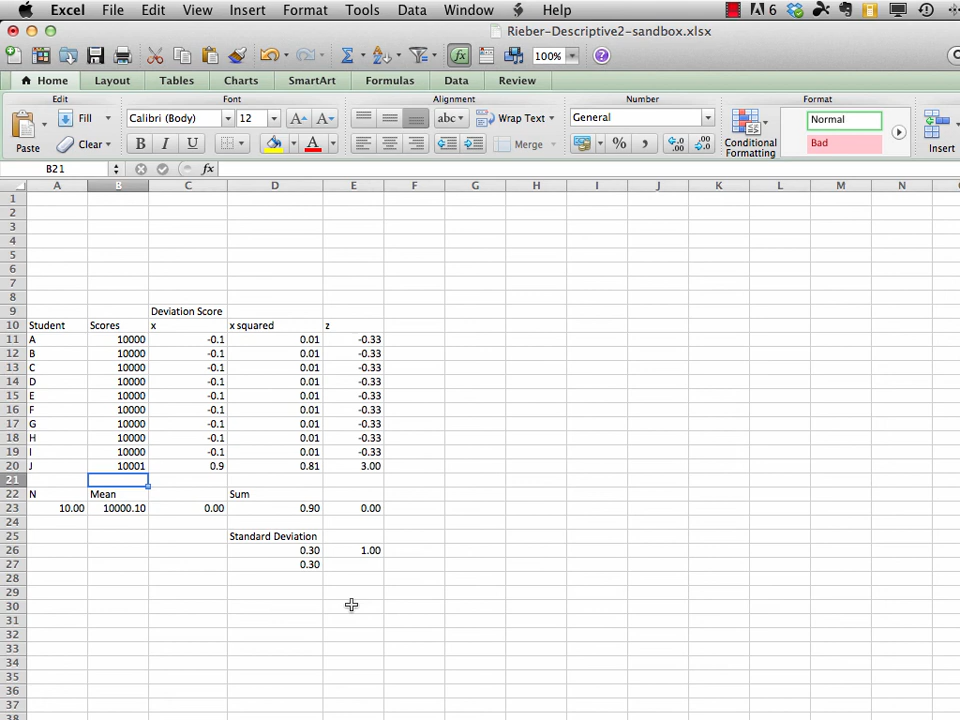 Excel File Edit View Insert Format Tools Data Window Help A 6
Rieber-Descriptive2-sandbox.xlsx
100%
Home Layout Tables Charts SmartArt Formulas Data Review
Edit Font Alignment Number Format
Paste Fill Calibri (Body) 12 A A abc Wrap Text General Conditional Formatting Normal Insert
Clear B I U A Merge % , Bad
B21 fx
A B C D E F G H I J K L M N
1
2
3
4
5
6
7
8
9 Deviation Score
10 Student Scores x x squared z
11 A 10000 -0.1 0.01 -0.33
12 B 10000 -0.1 0.01 -0.33
13 C 10000 -0.1 0.01 -0.33
14 D 10000 -0.1 0.01 -0.33
15 E 10000 -0.1 0.01 -0.33
16 F 10000 -0.1 0.01 -0.33
17 G 10000 -0.1 0.01 -0.33
18 H 10000 -0.1 0.01 -0.33
19 I 10000 -0.1 0.01 -0.33
20 J 10001 0.9 0.81 3.00
21
22 N Mean Sum
23 10.00 10000.10 0.00 0.90 0.00
24
25 Standard Deviation
26 0.30 1.00
27 0.30
28
29
30
31
32
33
34
35
36
37
38